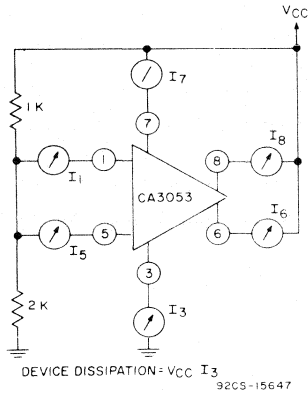 VCC
I7
1K
7
I1
1
8
I8
CA3053
I5
5
6
I6
3
2K
I3
DEVICE DISSIPATION = VCC I3
92CS-15647